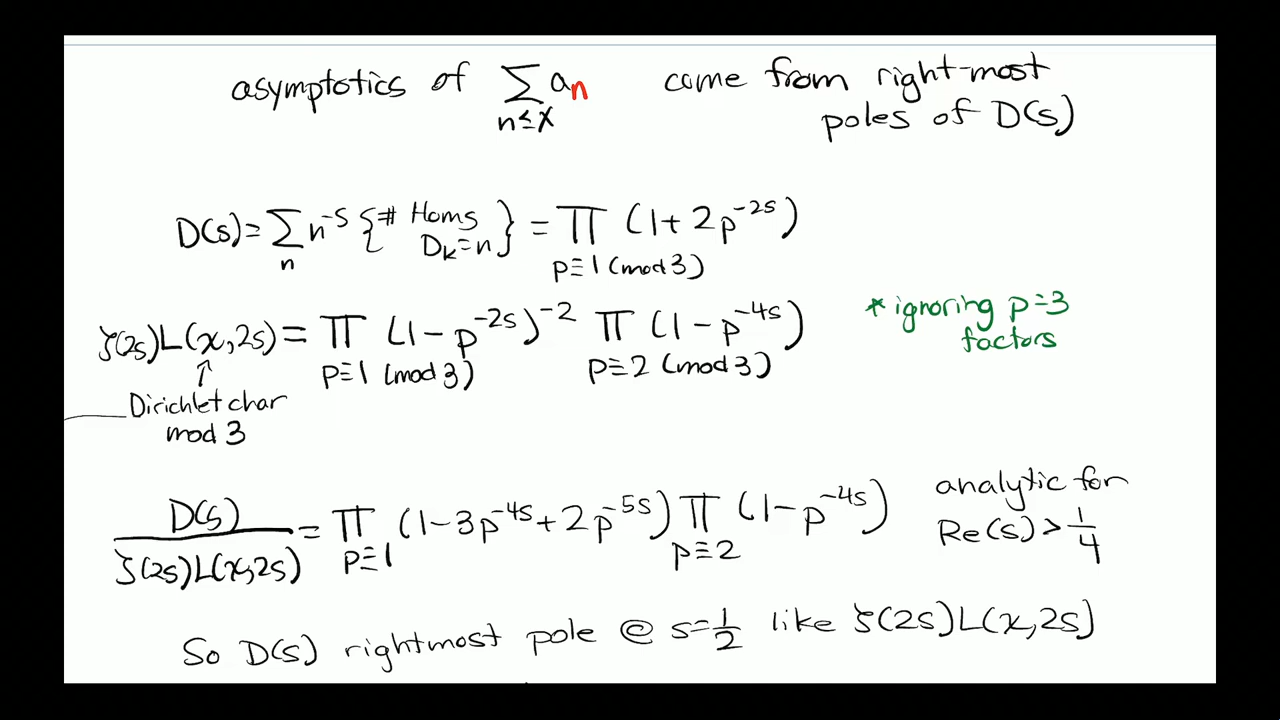 asymptotics of ∑ aₙ come from right-most
n≤X poles of D(s)
D(s) = ∑ n^{-s} {# Homs D_k = n} = ∏ (1 + 2p^{-2s})
n p≡1 (mod 3)
ζ(2s)L(χ,2s) = ∏ (1 - p^{-2s})^{-2} ∏ (1 - p^{-4s})
p≡1 (mod 3) p≡2 (mod 3)
* ignoring p=3
factors
↑
Dirichlet char
mod 3
D(s)/ζ(2s)L(χ,2s) = ∏ (1 - 3p^{-4s} + 2p^{-5s}) ∏ (1 - p^{-4s})
p≡1 p≡2
analytic for
Re(s) > 1/4
So D(s) rightmost pole @ s=1/2 like ζ(2s)L(χ,2s)